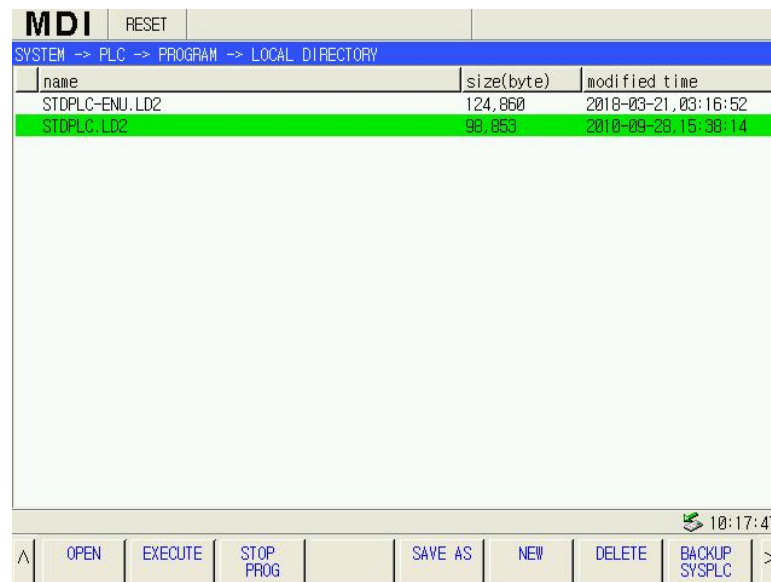 MDI RESET
SYSTEM -> PLC -> PROGRAM -> LOCAL DIRECTORY
name size(byte) modified time
STDPLC-ENU.LD2 124,860 2018-03-21,03:16:52
STDPLC.LD2 98,853 2010-09-28,15:38:14
10:17:47
^ OPEN EXECUTE STOP PROG SAVE AS NEW DELETE BACKUP SYSPLC >